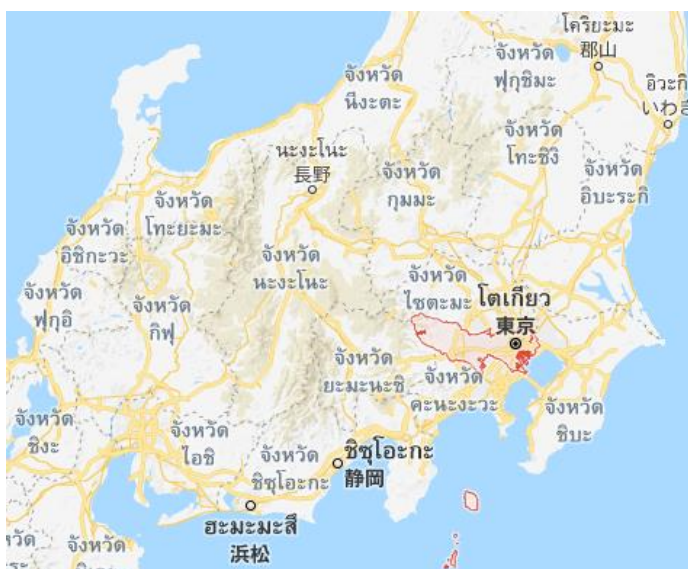 โคริยะมะ
郡山
จังหวัด
นีงะตะ
จังหวัด
ฟุกุชิมะ
อิวะกิ
いわき
นะงะโนะ
長野
จังหวัด
โทะชิงิ
จังหวัด
กุมมะ
จังหวัด
อิบะระกิ
จังหวัด
โทะยะมะ
จังหวัด
อิชิกะวะ
จังหวัด
นะงะโนะ
จังหวัด
ไซตะมะ
จังหวัด
ฟุกุอิ
จังหวัด
กิฟุ
โตเกียว
東京
จังหวัด
ยะมะนะชิ
จังหวัด
คะนะงะวะ
จังหวัด
ชิบะ
จังหวัด
ชิงะ
จังหวัด
ไอชิ
จังหวัด
ชิซุโอะกะ
ชิซุโอะกะ
静岡
ฮะมะมะสึ
浜松
หวัด
จังหวัด